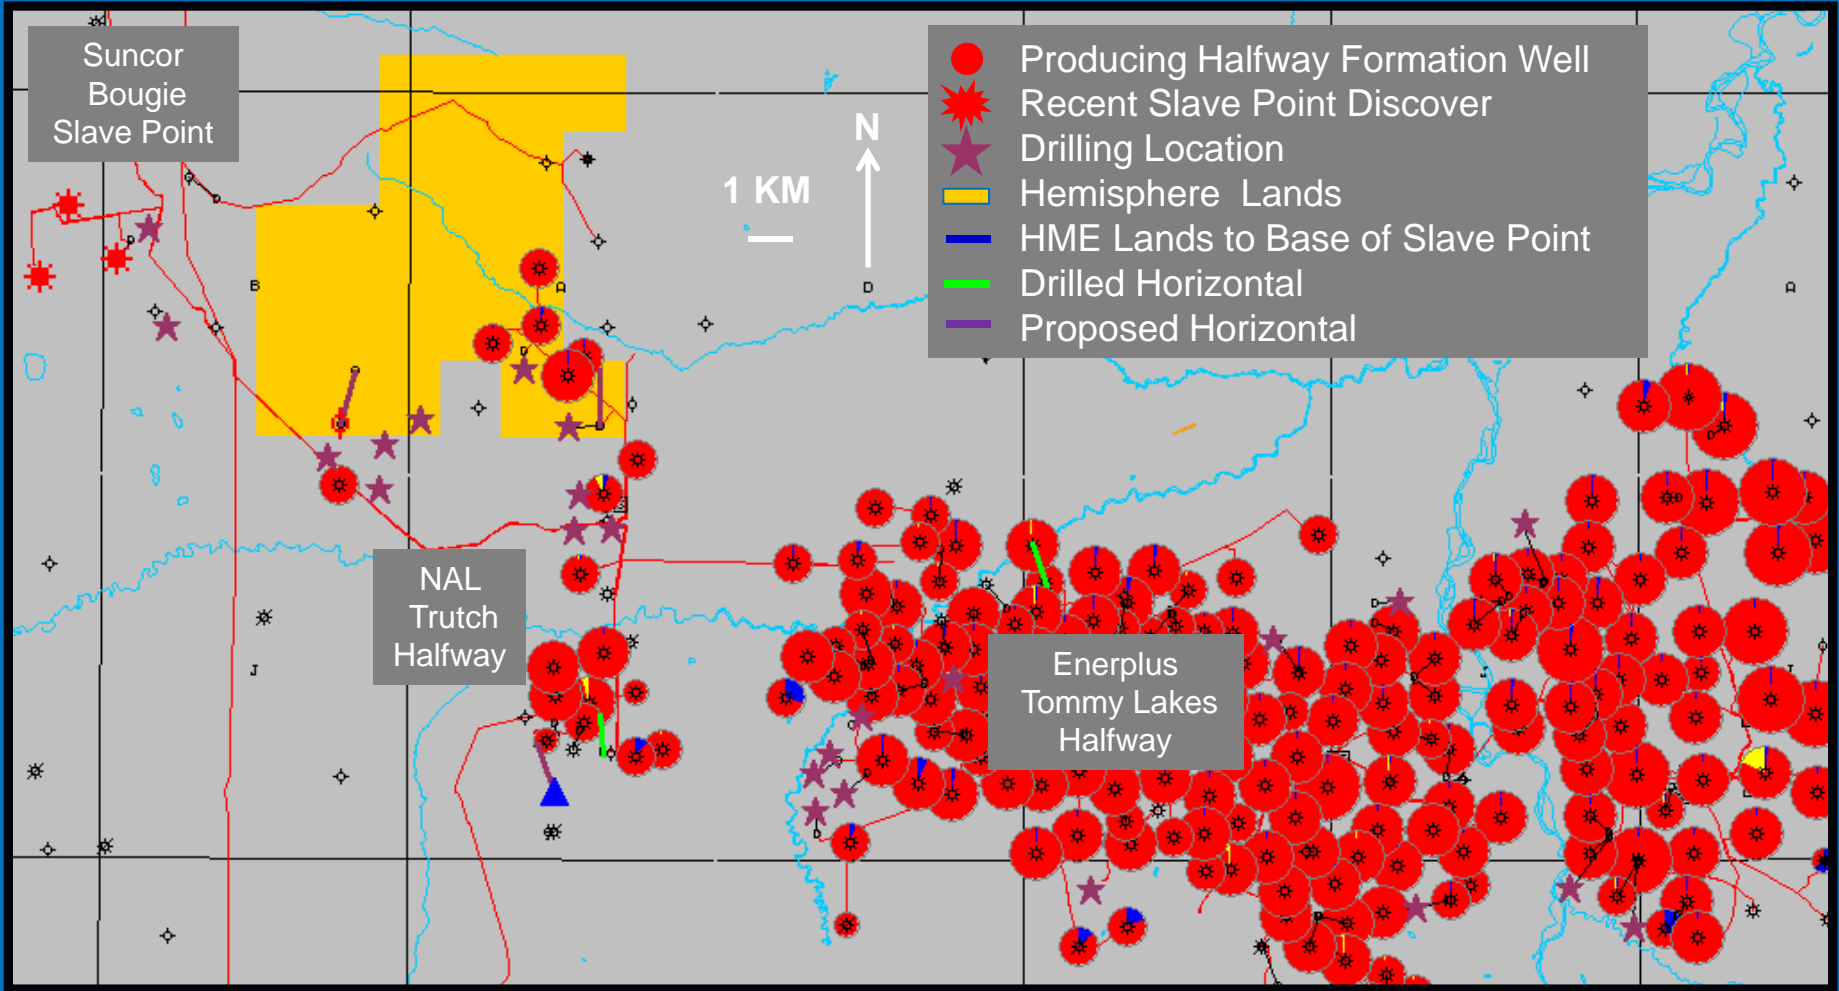 Suncor
Bougie
Slave Point
Producing Halfway Formation Well
Recent Slave Point Discover
Drilling Location
Hemisphere Lands
HME Lands to Base of Slave Point
Drilled Horizontal
Proposed Horizontal
N
1 KM
B
A
D
A
NAL
Trutch
Halfway
Enerplus
Tommy Lakes
Halfway
J